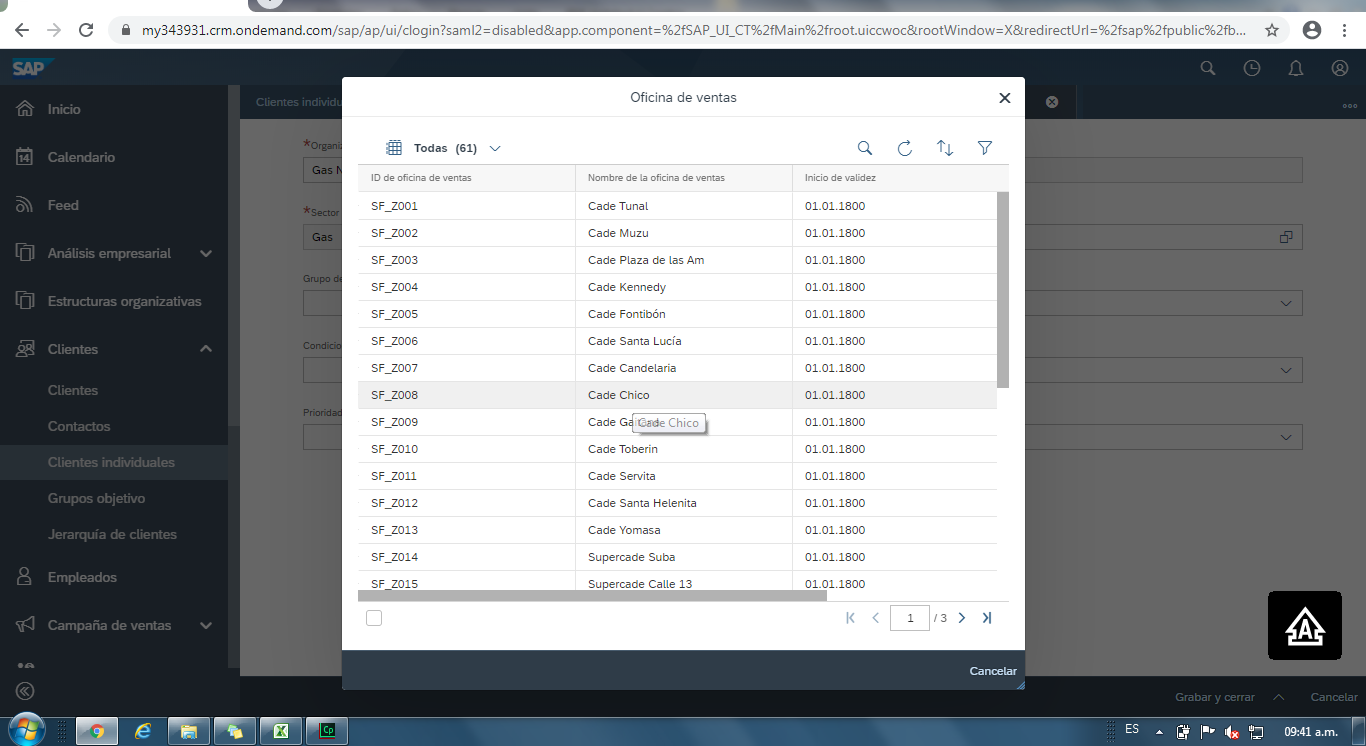 my343931.crm.ondemand.com/sap/ap/ui/clogin?saml2=disabled&app.component=%2fSAP_UI_CT%2fMain%2froot.uiccwoc&rootWindow=X&redirectUrl=%2fsap%2fpublic%2fb...
SAP
Inicio
14
Calendario
Feed
Análisis empresarial
Estructuras organizativas
Clientes
Clientes
Contactos
Clientes individuales
Grupos objetivo
Jerarquía de clientes
Empleados
Campaña de ventas
Clientes individu
*Organiz
Gas N
*Sector
Gas
Grupo de
Condicio
Prioridad
Oficina de ventas
Todas (61)
ID de oficina de ventas Nombre de la oficina de ventas Inicio de validez
SF_Z001 Cade Tunal 01.01.1800
SF_Z002 Cade Muzu 01.01.1800
SF_Z003 Cade Plaza de las Am 01.01.1800
SF_Z004 Cade Kennedy 01.01.1800
SF_Z005 Cade Fontibón 01.01.1800
SF_Z006 Cade Santa Lucía 01.01.1800
SF_Z007 Cade Candelaria 01.01.1800
SF_Z008 Cade Chico 01.01.1800
SF_Z009 Cade Ga 01.01.1800
Cade Chico
SF_Z010 Cade Toberin 01.01.1800
SF_Z011 Cade Servita 01.01.1800
SF_Z012 Cade Santa Helenita 01.01.1800
SF_Z013 Cade Yomasa 01.01.1800
SF_Z014 Supercade Suba 01.01.1800
SF_Z015 Supercade Calle 13 01.01.1800
1 / 3
Cancelar
A
Grabar y cerrar Cancelar
Cp
ES
09:41 a.m.